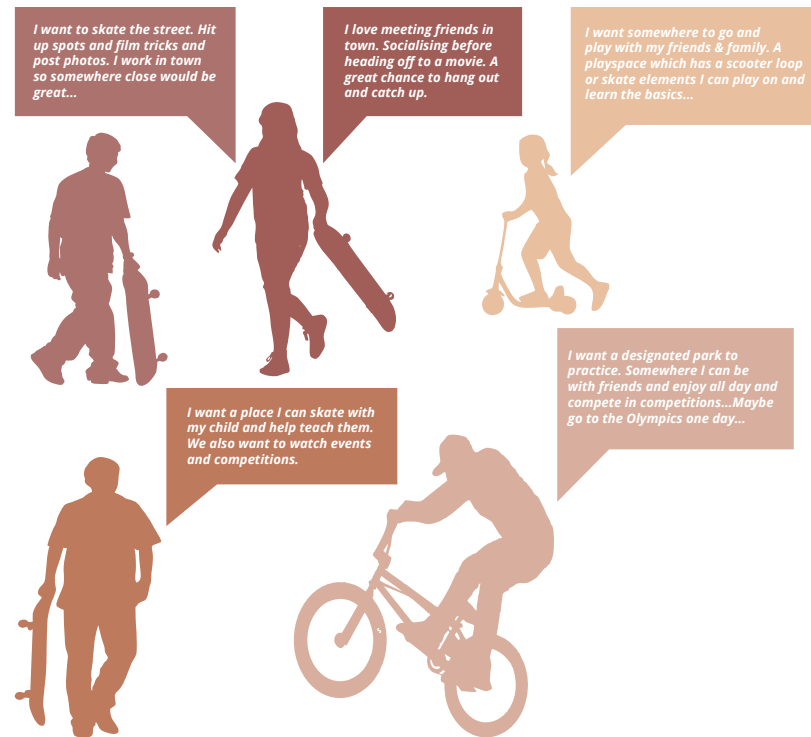 I want to skate the street. Hit
up spots and film tricks and
post photos. I work in town
so somewhere close would be
great...
I love meeting friends in
town. Socialising before
heading off to a movie. A
great chance to hang out
and catch up.
I want somewhere to go and
play with my friends & family. A
playspace which has a scooter loop
or skate elements I can play on and
learn the basics...
I want a designated park to
practice. Somewhere I can be
with friends and enjoy all day and
compete in competitions...Maybe
go to the Olympics one day...
I want a place I can skate with
my child and help teach them.
We also want to watch events
and competitions.